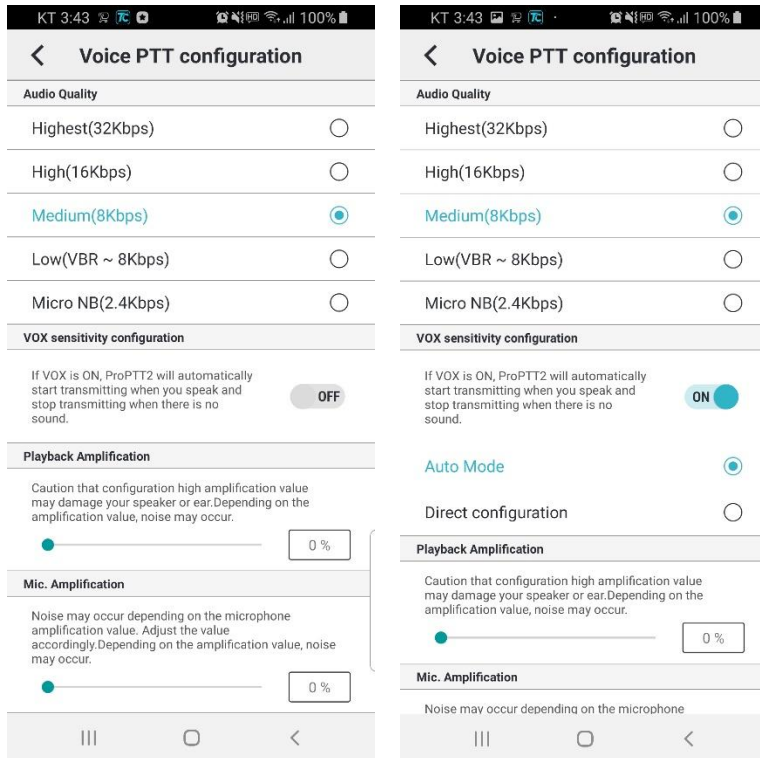 KT 3:43 100%
Voice PTT configuration
Audio Quality
Highest(32Kbps)
High(16Kbps)
Medium(8Kbps)
Low(VBR ~ 8Kbps)
Micro NB(2.4Kbps)
VOX sensitivity configuration
If VOX is ON, ProPTT2 will automatically
start transmitting when you speak and
stop transmitting when there is no
sound.
OFF
Playback Amplification
Caution that configuration high amplification value
may damage your speaker or ear.Depending on the
amplification value, noise may occur.
0 %
Mic. Amplification
Noise may occur depending on the microphone
amplification value. Adjust the value
accordingly.Depending on the amplification value, noise
may occur.
0 %
KT 3:43 100%
Voice PTT configuration
Audio Quality
Highest(32Kbps)
High(16Kbps)
Medium(8Kbps)
Low(VBR ~ 8Kbps)
Micro NB(2.4Kbps)
VOX sensitivity configuration
If VOX is ON, ProPTT2 will automatically
start transmitting when you speak and
stop transmitting when there is no
sound.
ON
Auto Mode
Direct configuration
Playback Amplification
Caution that configuration high amplification value
may damage your speaker or ear.Depending on the
amplification value, noise may occur.
0 %
Mic. Amplification
Noise may occur depending on the microphone